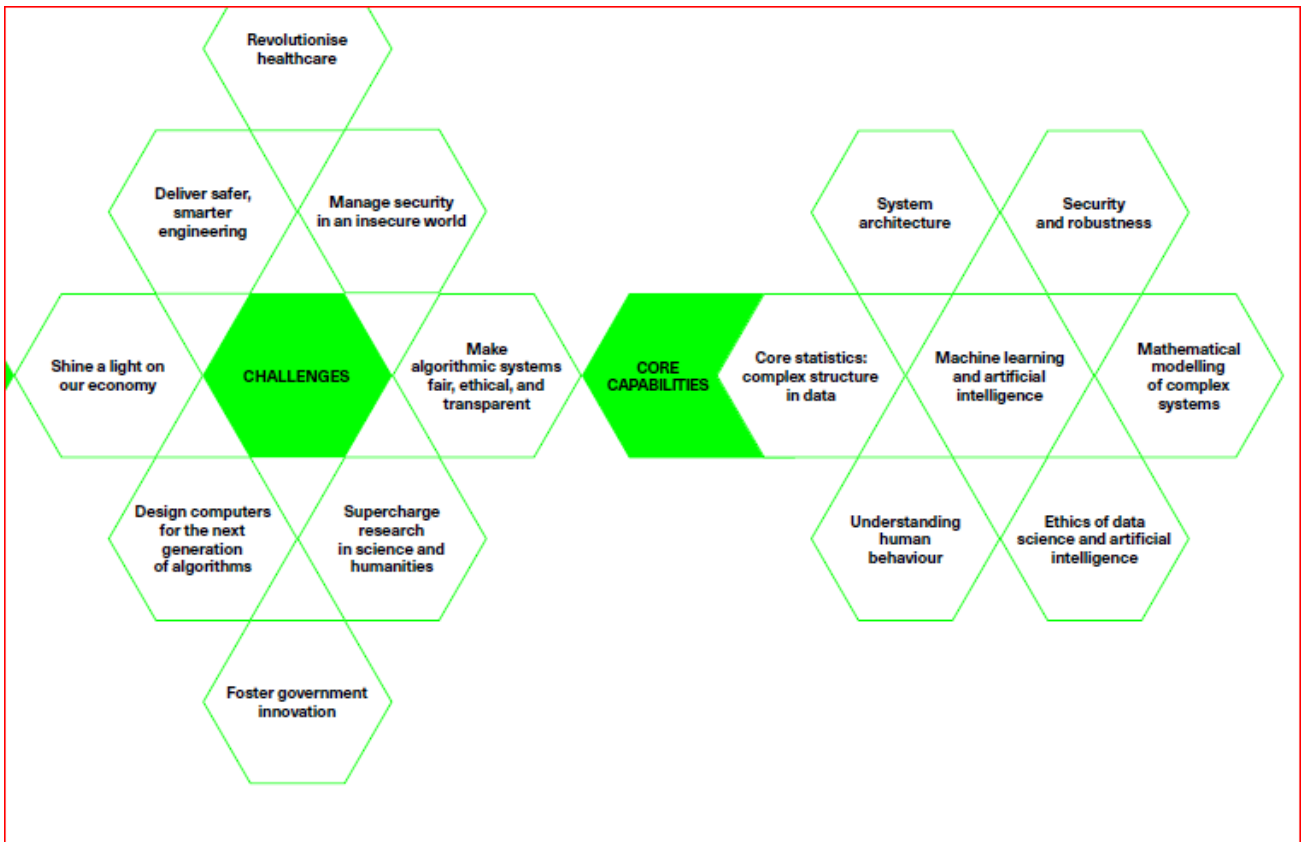 Revolutionise
healthcare
Deliver safer,
smarter
engineering
Manage security
in an insecure world
Shine a light on
our economy
CHALLENGES
Make
algorithmic systems
fair, ethical, and
transparent
Design computers
for the next
generation
of algorithms
Supercharge
research
in science and
humanities
Foster government
innovation
CORE
CAPABILITIES
System
architecture
Security
and robustness
Core statistics:
complex structure
in data
Machine learning
and artificial
intelligence
Mathematical
modelling
of complex
systems
Understanding
human
behaviour
Ethics of data
science and artificial
intelligence